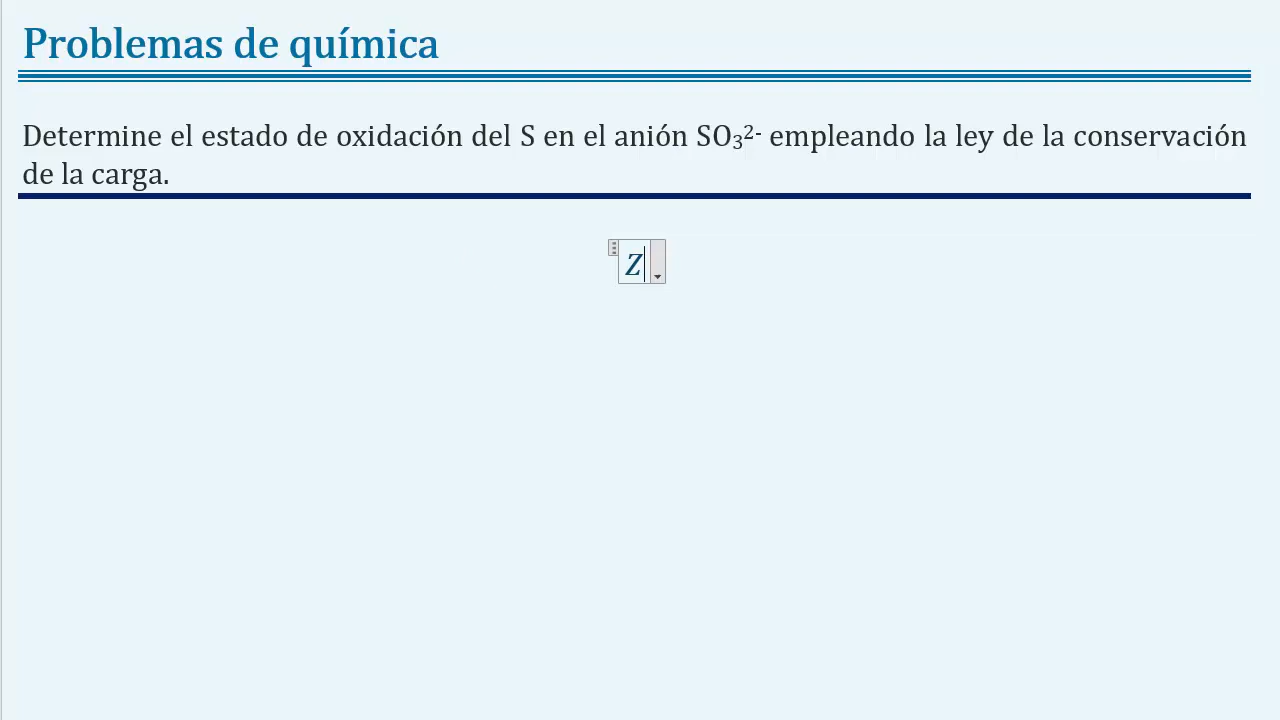 Problemas de química
Determine el estado de oxidación del S en el anión SO₃²⁻ empleando la ley de la conservación
de la carga.
Z